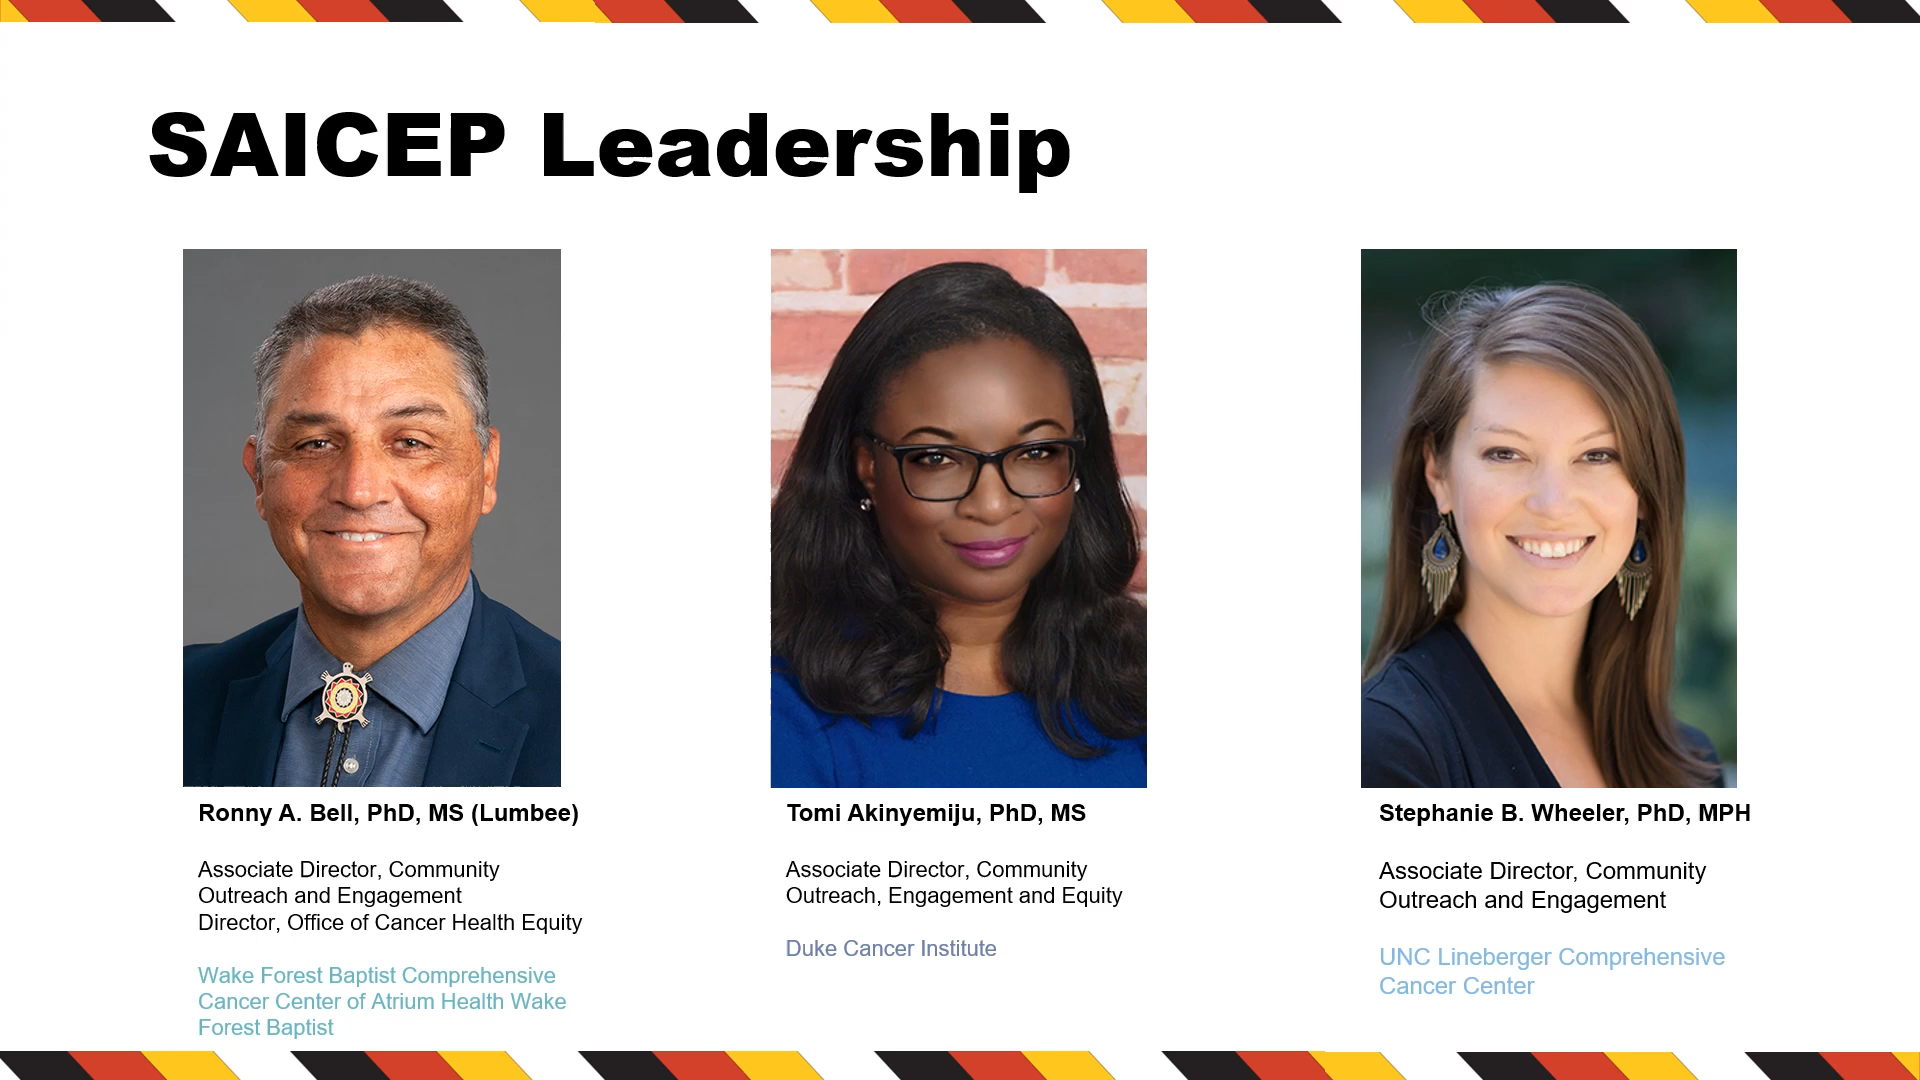 SAICEP Leadership
Ronny A. Bell, PhD, MS (Lumbee)
Associate Director, Community
Outreach and Engagement
Director, Office of Cancer Health Equity
Wake Forest Baptist Comprehensive
Cancer Center of Atrium Health Wake
Forest Baptist
Tomi Akinyemiju, PhD, MS
Associate Director, Community
Outreach, Engagement and Equity
Duke Cancer Institute
Stephanie B. Wheeler, PhD, MPH
Associate Director, Community
Outreach and Engagement
UNC Lineberger Comprehensive
Cancer Center